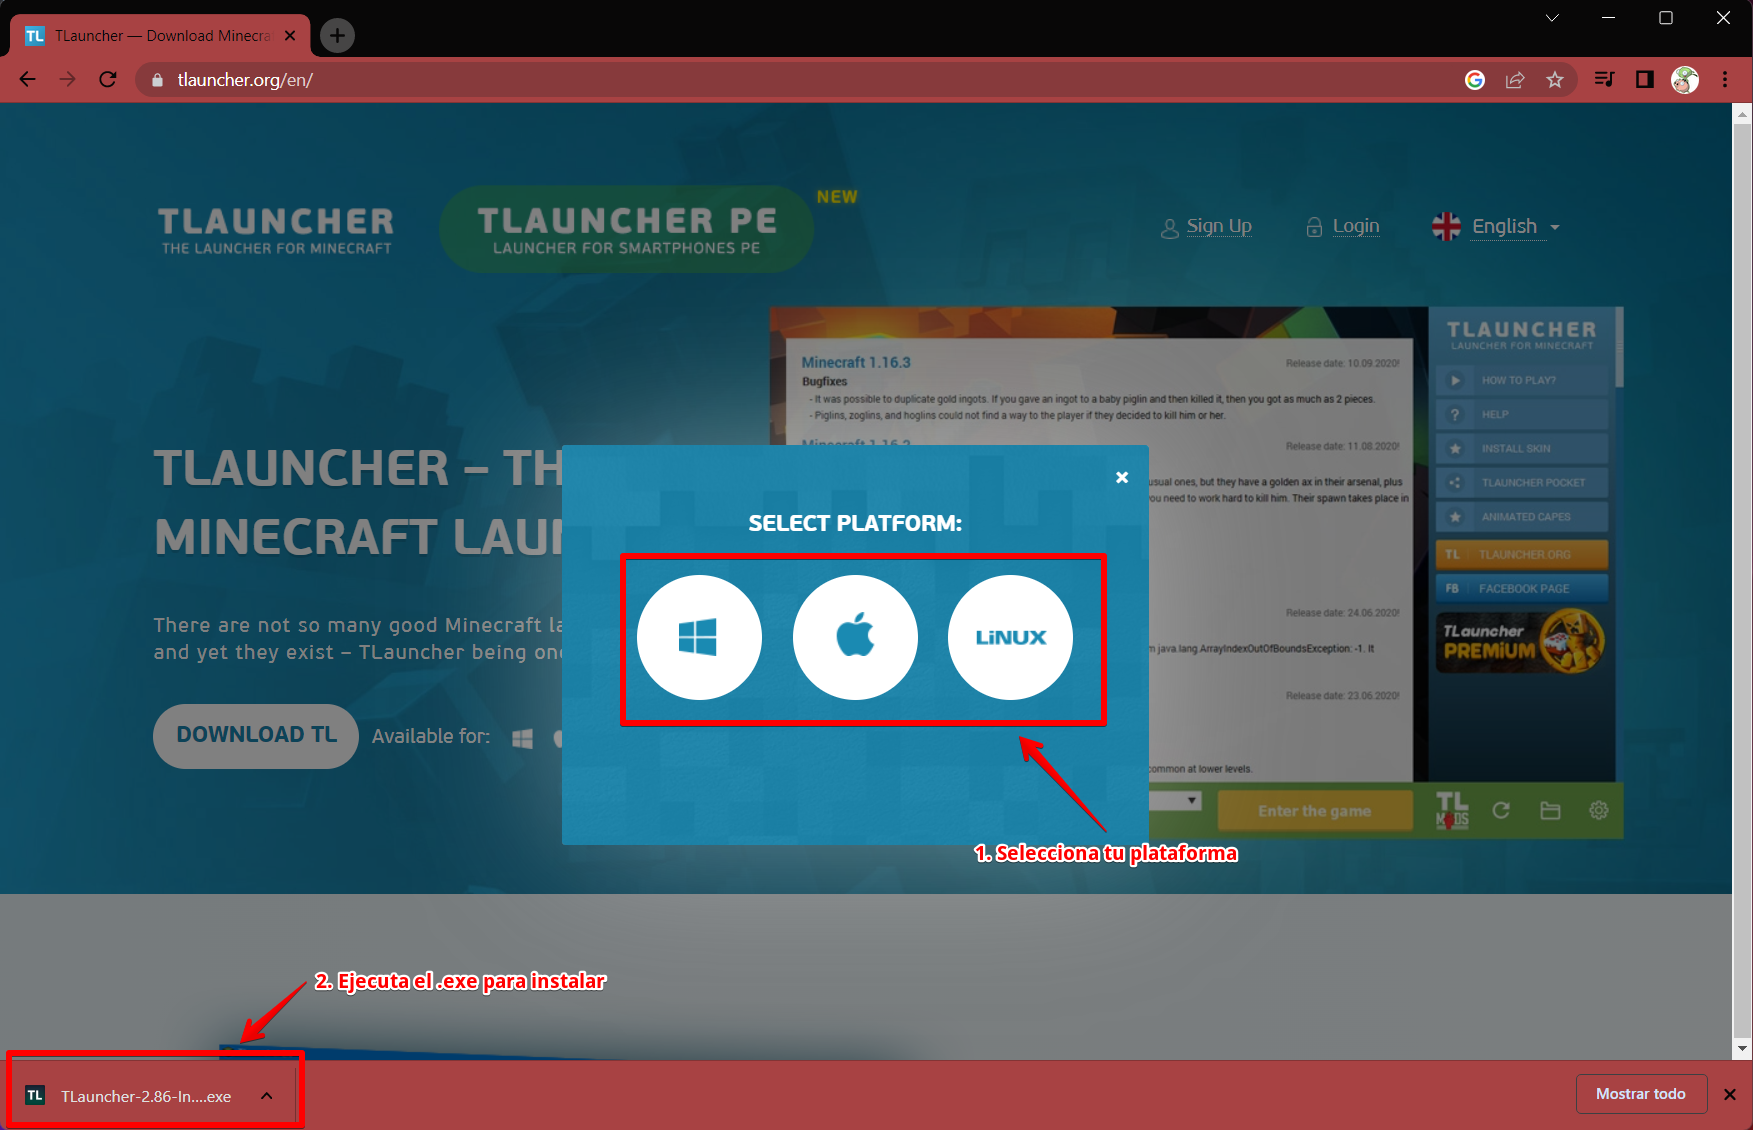 TLauncher — Download Minecra
tlauncher.org/en/
TLAUNCHER
THE LAUNCHER FOR MINECRAFT
TLAUNCHER PE
LAUNCHER FOR SMARTPHONES PE
NEW
Sign Up
Login
English
TLAUNCHER – TH
MINECRAFT LAU
There are not so many good Minecraft la
and yet they exist – TLauncher being one
DOWNLOAD TL
Available for:
Minecraft 1.16.3
Release date: 10.09.2020!
Bugfixes
- It was possible to duplicate gold ingots. If you gave an ingot to a baby piglin and then killed it, then you got as much as 2 pieces.
- Piglins, zoglins, and hoglins could not find a way to the player if they decided to kill him or her.
Minecraft 1.16.2
Release date: 11.08.2020!
usual ones, but they have a golden ax in their arsenal, plus
you need to work hard to kill him. Their spawn takes place in
Release date: 24.06.2020!
m java.lang.ArrayIndexOutOfBoundsException: -1. It
Release date: 23.06.2020!
common at lower levels.
TLAUNCHER
LAUNCHER FOR MINECRAFT
HOW TO PLAY?
? HELP
INSTALL SKIN
TLAUNCHER POCKET
ANIMATED CAPES
TL TLAUNCHER.ORG
FB FACEBOOK PAGE
TLauncher
PREMIUM
Enter the game
TL
MODS
SELECT PLATFORM:
LiNUX
1. Selecciona tu plataforma
2. Ejecuta el .exe para instalar
TL
TLauncher-2.86-In....exe
Mostrar todo